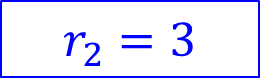 r₂ = 3